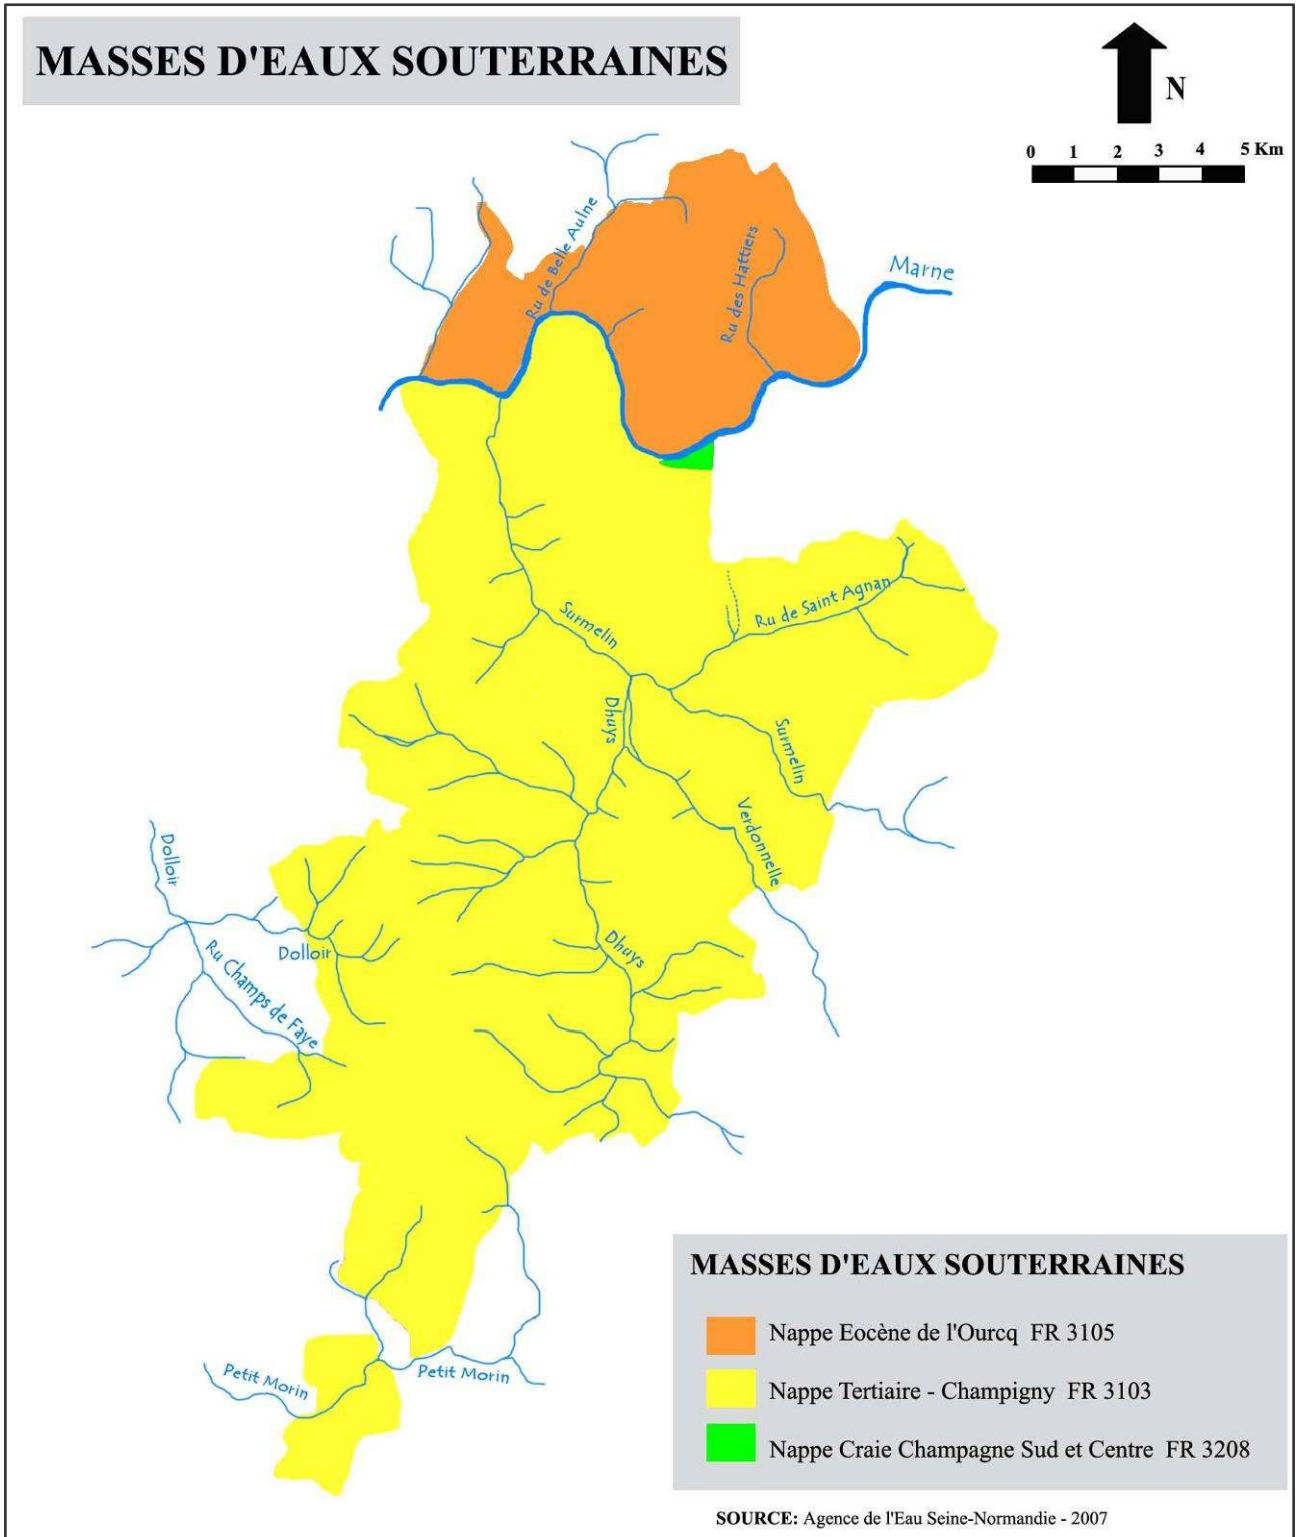 MASSES D'EAUX SOUTERRAINES
N
0 1 2 3 4 5 Km
Ru de Belle Aulne
Ru des Hattiers
Marne
Surmelin
Ru de Saint Agnan
Dhuys
Surmelin
Verdonnelle
Dolloir
Dolloir
Ru Champs de Faye
Dhuys
Petit Morin
Petit Morin
MASSES D'EAUX SOUTERRAINES
Nappe Eocène de l'Ourcq FR 3105
Nappe Tertiaire - Champigny FR 3103
Nappe Craie Champagne Sud et Centre FR 3208
SOURCE: Agence de l'Eau Seine-Normandie - 2007